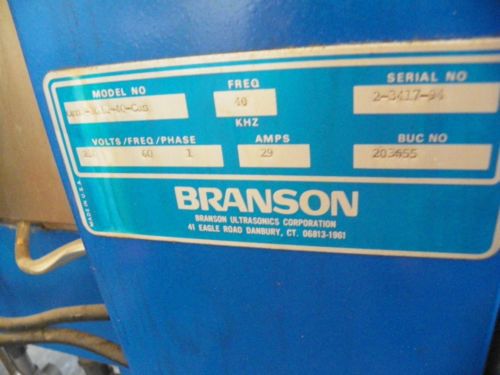 MODEL NO
FREQ
SERIAL NO
40
2-3417-94
KHZ
VOLTS/FREQ/PHASE
AMPS
BUC NO
60 1
29
203655
MADE IN U.S.A.
BRANSON
BRANSON ULTRASONICS CORPORATION
41 EAGLE ROAD DANBURY, CT. 06813-1961